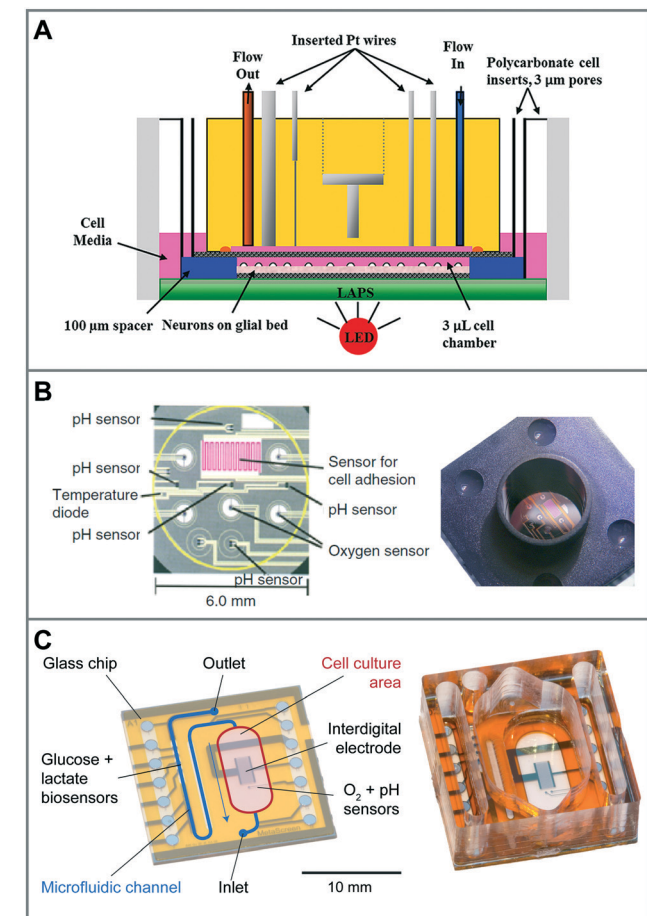 A
Inserted Pt wires
Flow
Out
Flow
In
Polycarbonate cell
inserts, 3 µm pores
Cell
Media
LAPS
100 µm spacer
Neurons on glial bed
LED
3 µL cell
chamber
B
pH sensor
pH sensor
Temperature
diode
pH sensor
Sensor for
cell adhesion
pH sensor
Oxygen sensor
pH sensor
6.0 mm
C
Glass chip
Outlet
Cell culture
area
Interdigital
electrode
Glucose +
lactate
biosensors
O2 + pH
sensors
Microfluidic channel
Inlet
10 mm